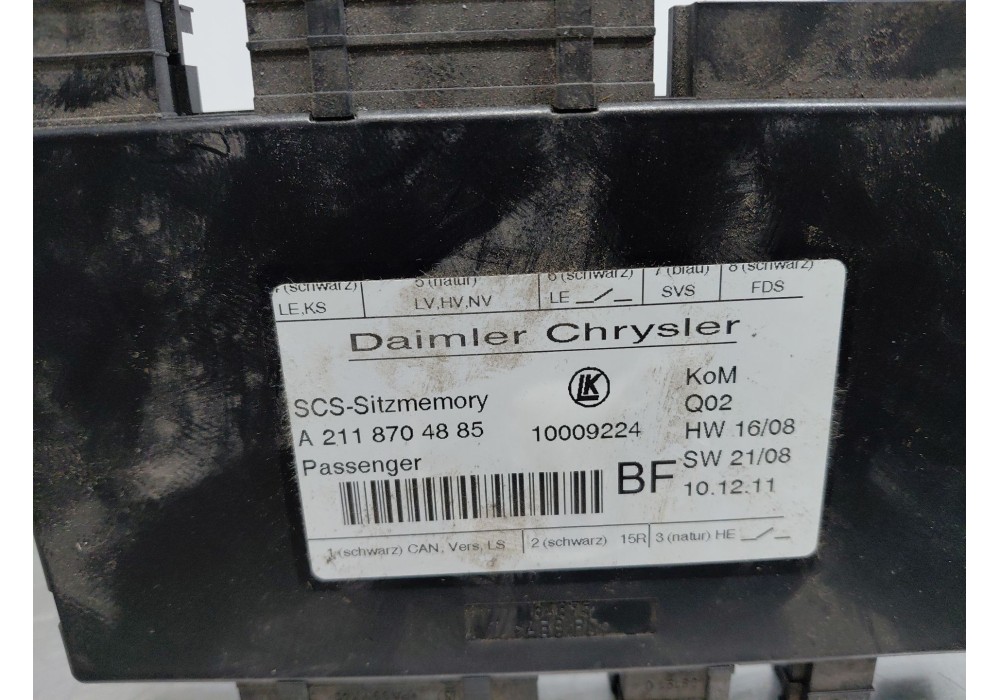 (schwarz) 5 (natur) 6 (schwarz) 7 (blau) 8 (schwarz)
LE,KS LV,HV,NV LE SVS FDS
Daimler Chrysler
LK KoM
SCS-Sitzmemory Q02
A 211 870 48 85 10009224 HW 16/08
Passenger SW 21/08
BF 10.12.11
1 (schwarz) CAN, Vers, LS 2 (schwarz) 15R 3 (natur) HE